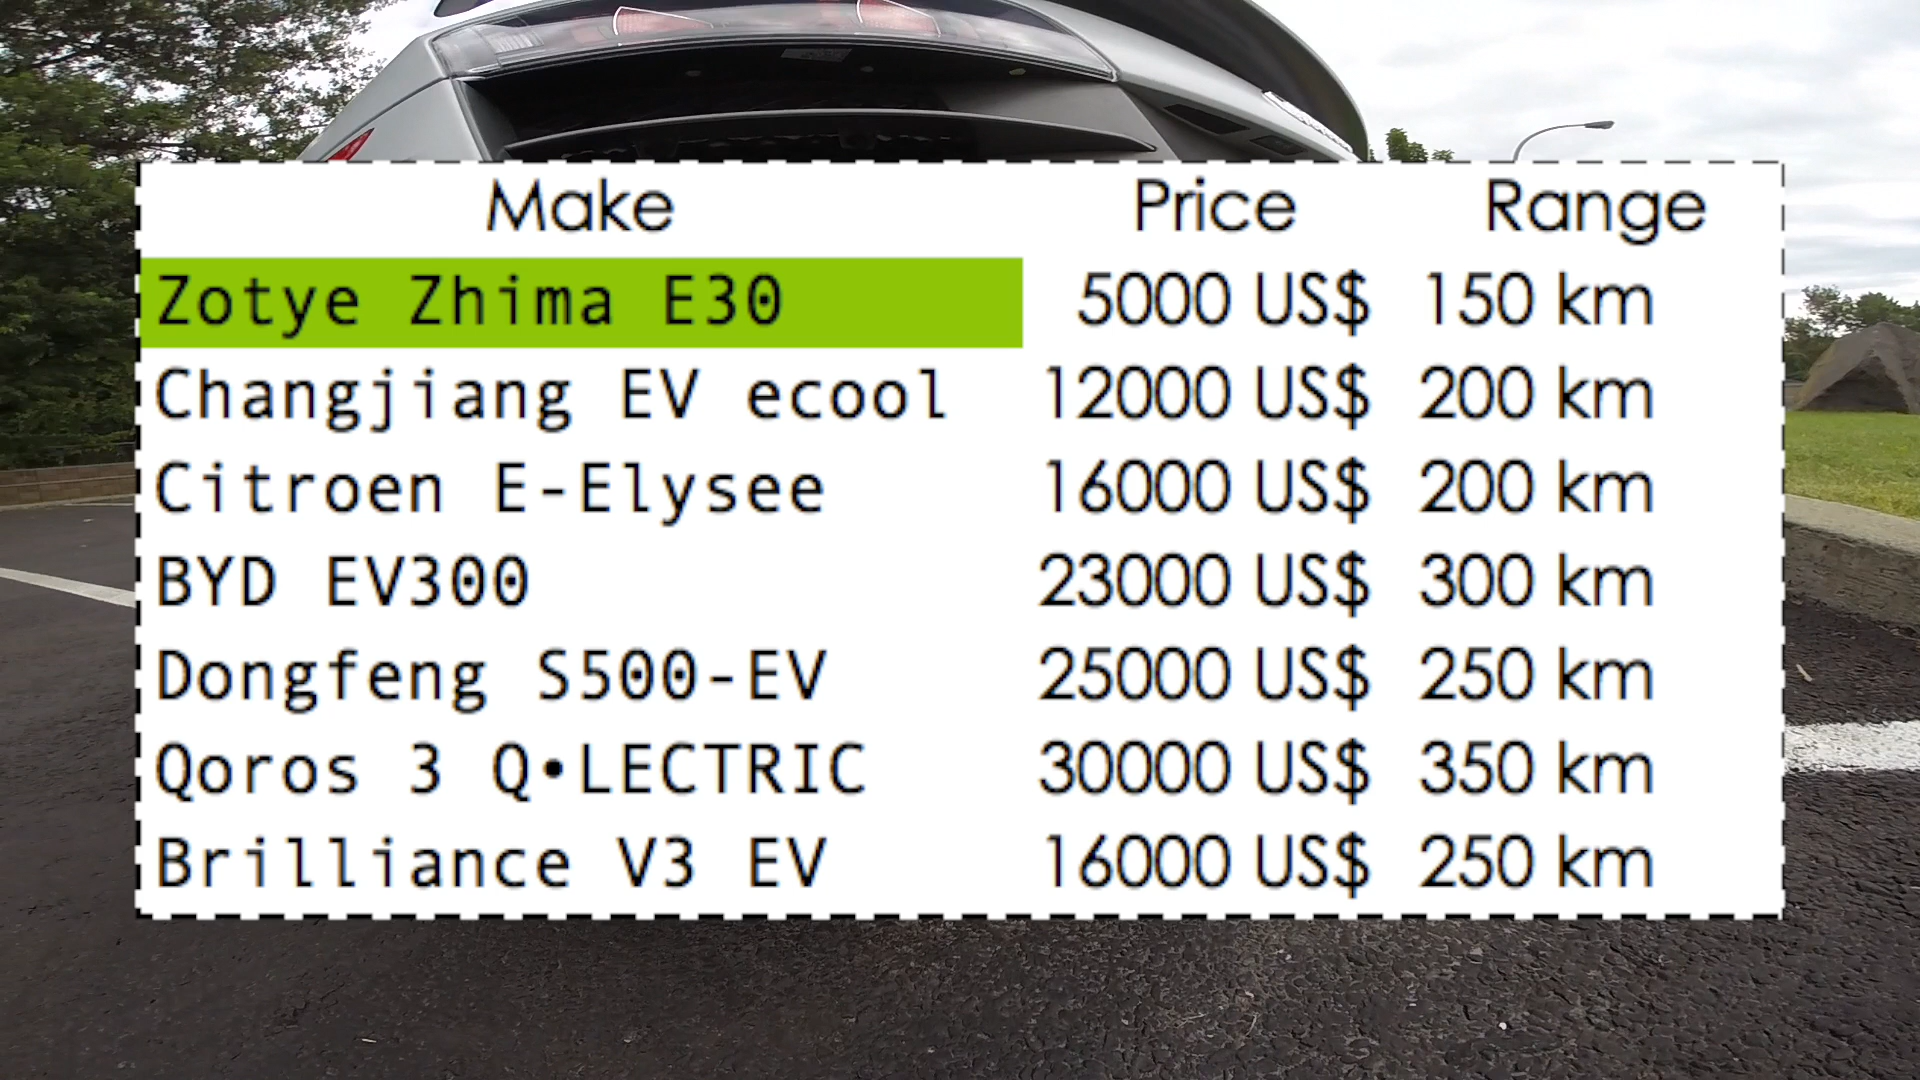 Make Price Range
Zotye Zhima E30 5000 US$ 150 km
Changjiang EV ecool 12000 US$ 200 km
Citroen E-Elysee 16000 US$ 200 km
BYD EV300 23000 US$ 300 km
Dongfeng S500-EV 25000 US$ 250 km
Qoros 3 Q•LECTRIC 30000 US$ 350 km
Brilliance V3 EV 16000 US$ 250 km